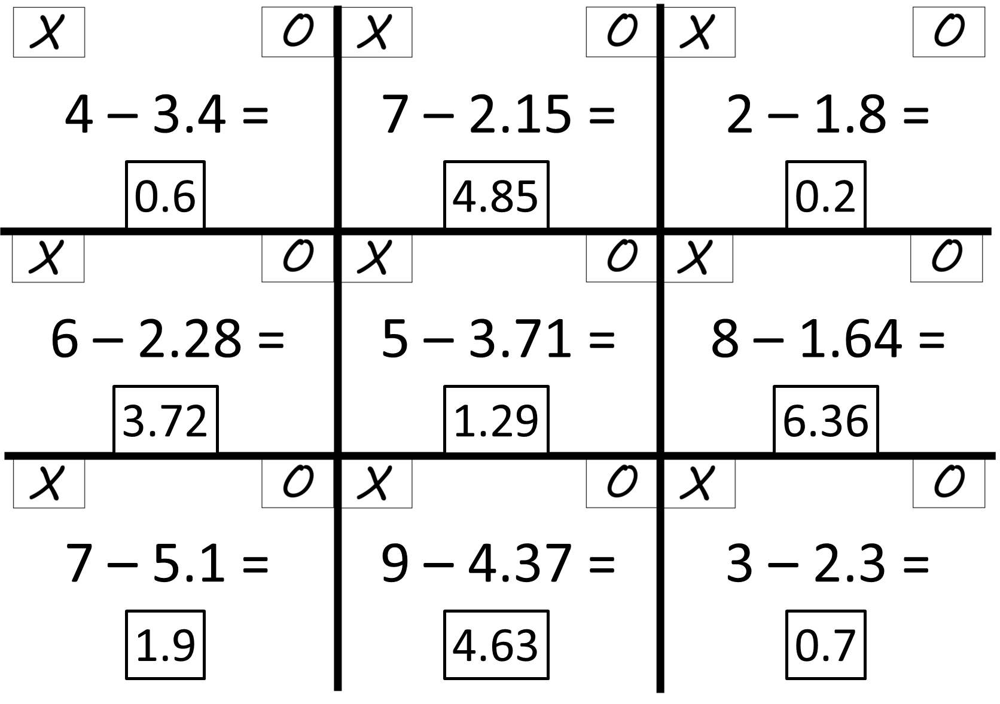 X O X O X O
4 – 3.4 = 7 – 2.15 = 2 – 1.8 =
0.6 4.85 0.2
X O X O X O
6 – 2.28 = 5 – 3.71 = 8 – 1.64 =
3.72 1.29 6.36
X O X O X O
7 – 5.1 = 9 – 4.37 = 3 – 2.3 =
1.9 4.63 0.7